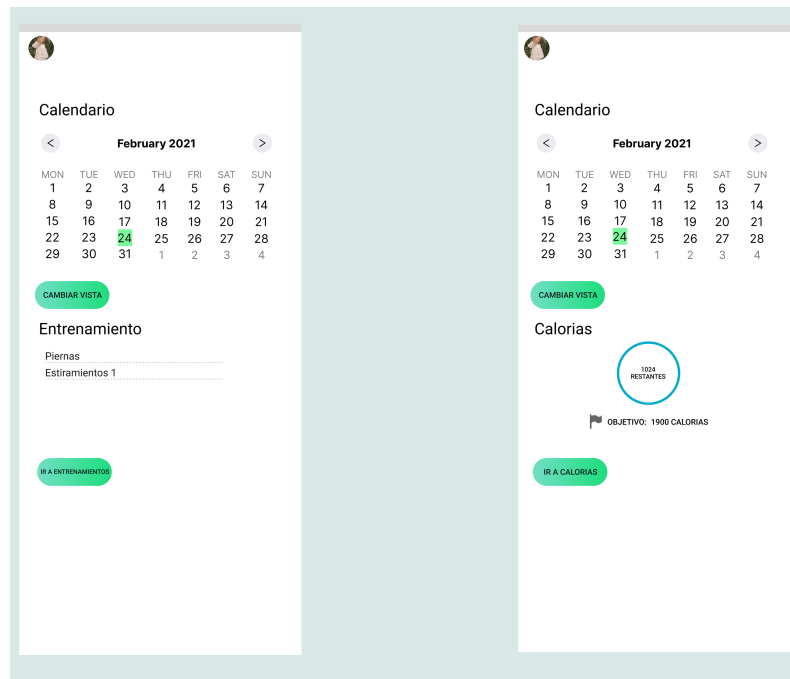 Calendario
< February 2021 >
MON TUE WED THU FRI SAT SUN
1 2 3 4 5 6 7
8 9 10 11 12 13 14
15 16 17 18 19 20 21
22 23 24 25 26 27 28
29 30 31 1 2 3 4
CAMBIAR VISTA
Entrenamiento
Piernas
Estiramientos 1
IR A ENTRENAMIENTOS
Calendario
< February 2021 >
MON TUE WED THU FRI SAT SUN
1 2 3 4 5 6 7
8 9 10 11 12 13 14
15 16 17 18 19 20 21
22 23 24 25 26 27 28
29 30 31 1 2 3 4
CAMBIAR VISTA
Calorias
1024
RESTANTES
OBJETIVO: 1900 CALORIAS
IR A CALORIAS